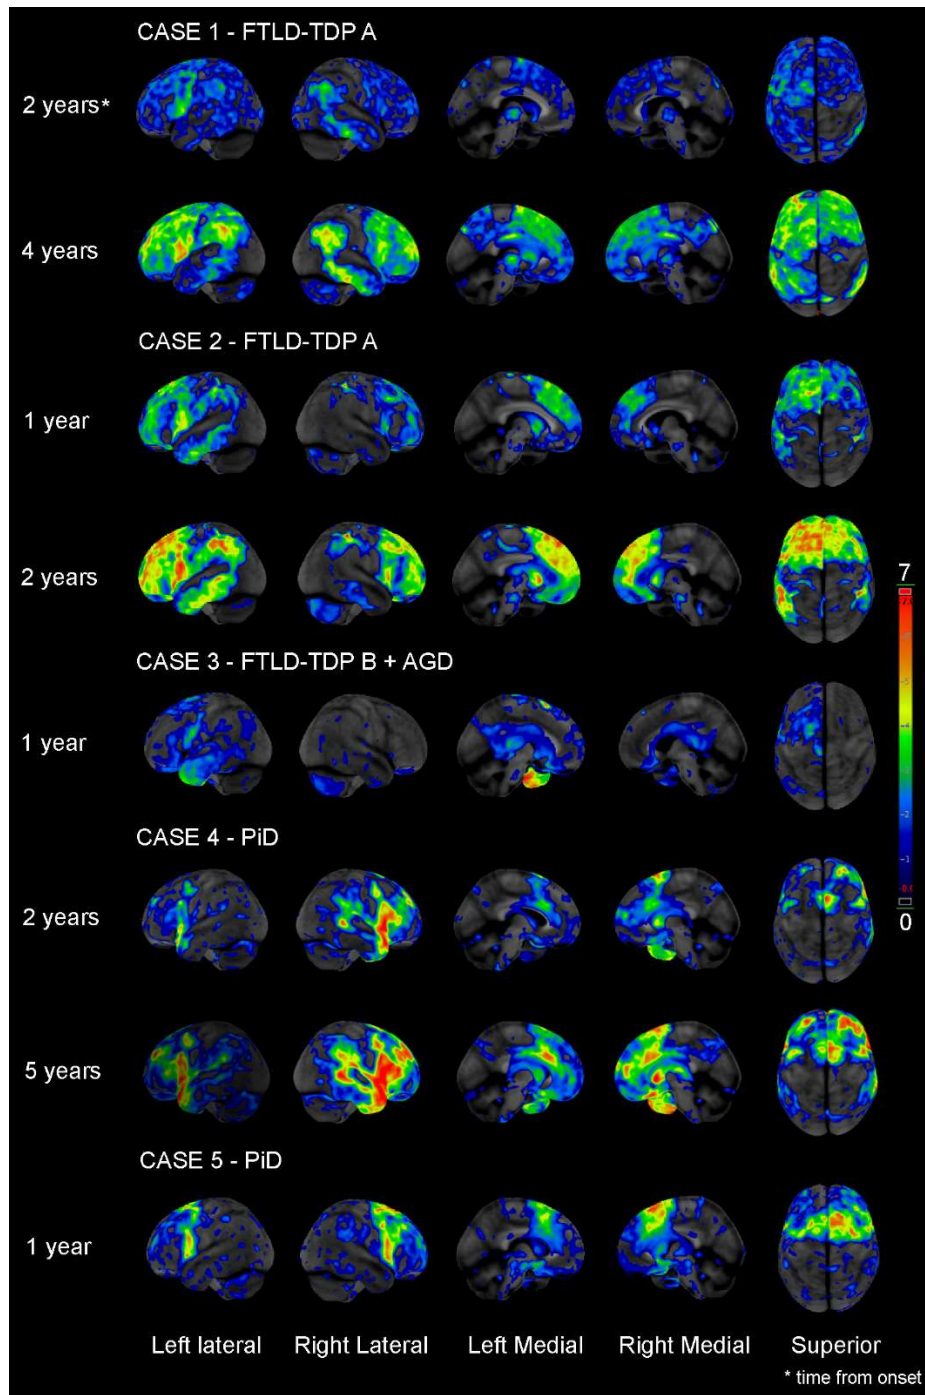 CASE 1 - FTLD-TDP A
2 years*
4 years
CASE 2 - FTLD-TDP A
1 year
2 years
7
CASE 3 - FTLD-TDP B + AGD
1 year
CASE 4 - PiD
2 years
0
5 years
CASE 5 - PiD
1 year
Left lateral Right Lateral Left Medial Right Medial Superior
* time from onset